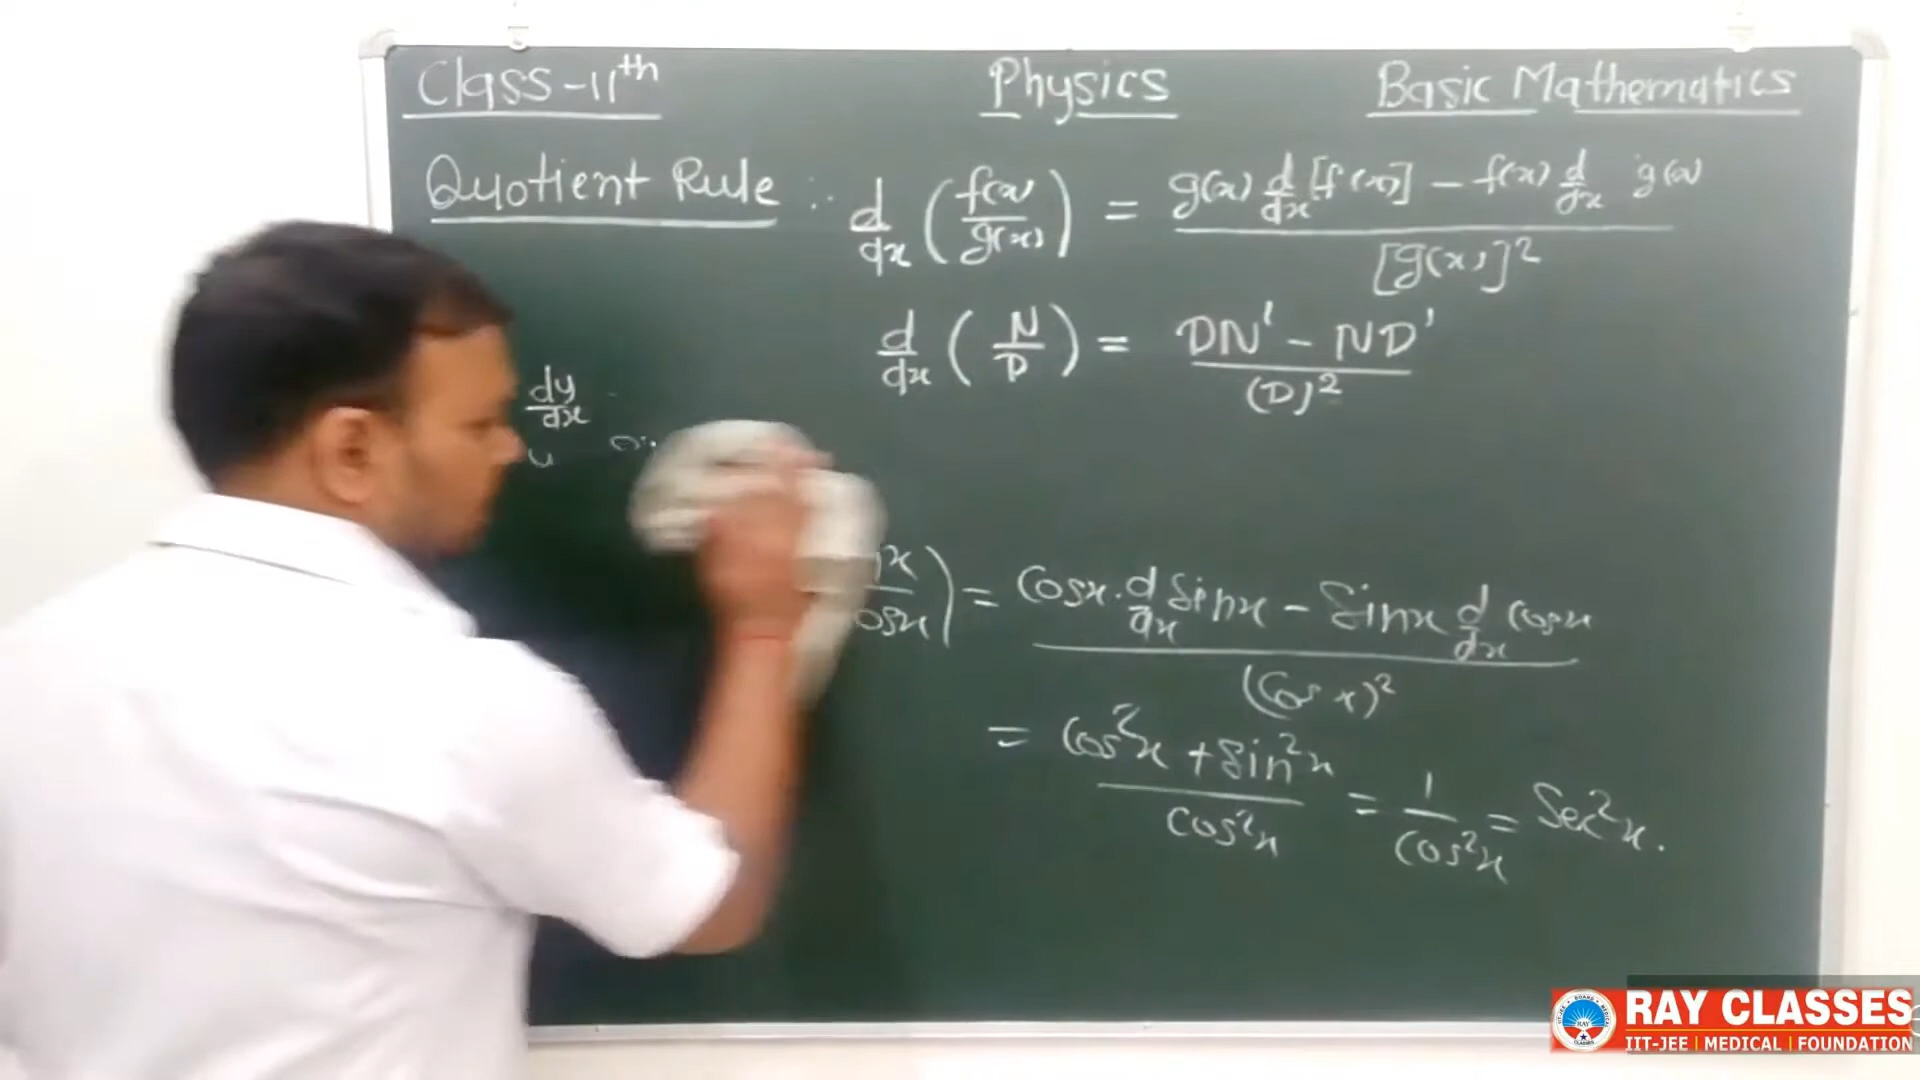 Class-11th Physics Basic Mathematics
Quotient Rule :- d/dx (f(x)/g(x)) = g(x) d/dx [f(x)] - f(x) d/dx g(x) / [g(x)]²
d/dx (N/D) = DN' - ND' / (D)²
dy/dx
x / osx) = Cosx . d/dx Sinx - Sinx d/dx Cosx / (Cos x)²
= Cos²x + Sin²x / Cos²x = 1 / Cos²x = Sec²x.
RAY CLASSES
IIT-JEE | MEDICAL | FOUNDATION